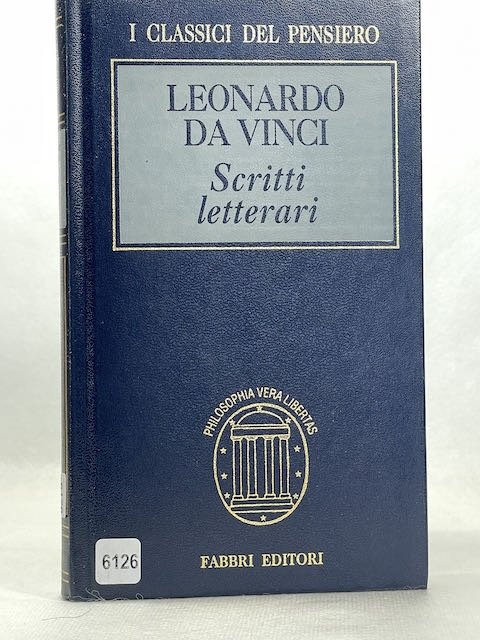 I CLASSICI DEL PENSIERO
LEONARDO
DA VINCI
Scritti
letterari
PHILOSOPHIA VERA LIBERTAS
6126
FABBRI EDITORI